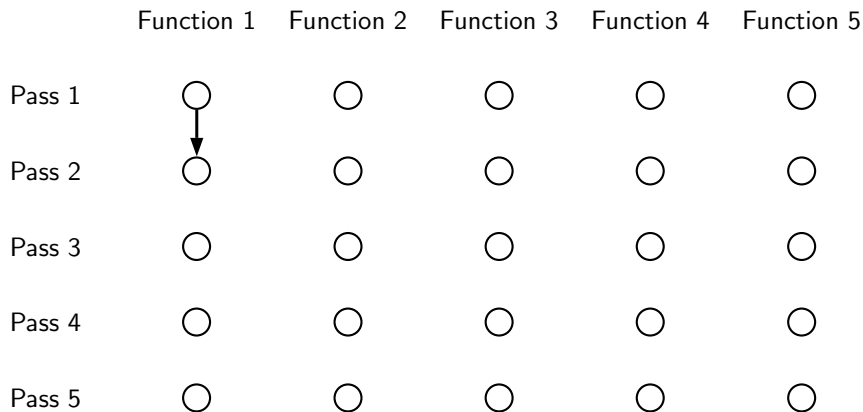 Function 1 Function 2 Function 3 Function 4 Function 5
Pass 1
Pass 2
Pass 3
Pass 4
Pass 5